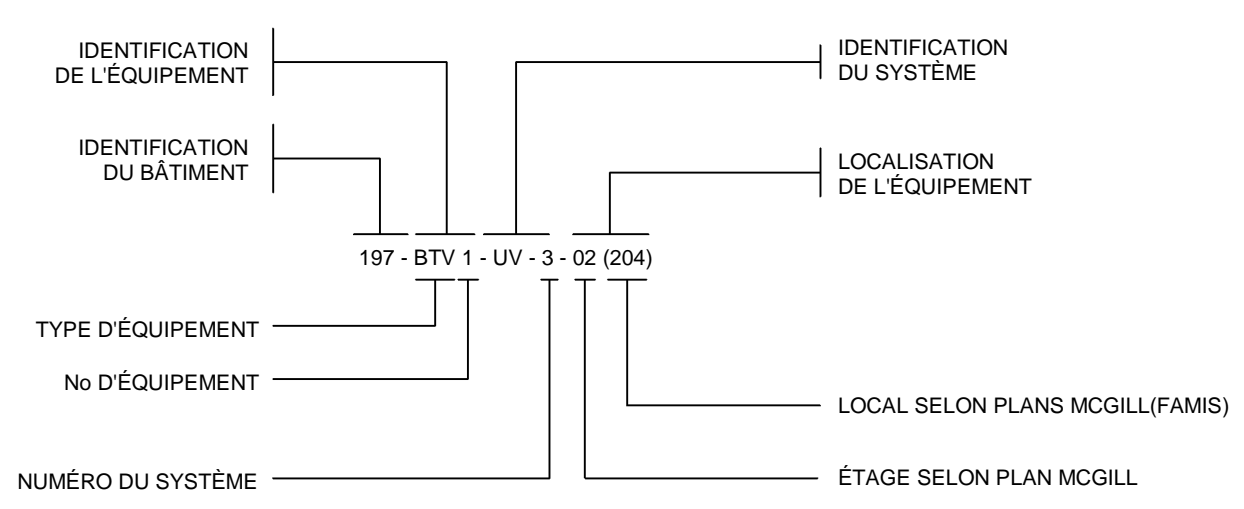 IDENTIFICATION
DE L'ÉQUIPEMENT
IDENTIFICATION
DU SYSTÈME
IDENTIFICATION
DU BÂTIMENT
LOCALISATION
DE L'ÉQUIPEMENT
197 - BTV 1 - UV - 3 - 02 (204)
TYPE D'ÉQUIPEMENT
No D'ÉQUIPEMENT
LOCAL SELON PLANS MCGILL(FAMIS)
NUMÉRO DU SYSTÈME
ÉTAGE SELON PLAN MCGILL